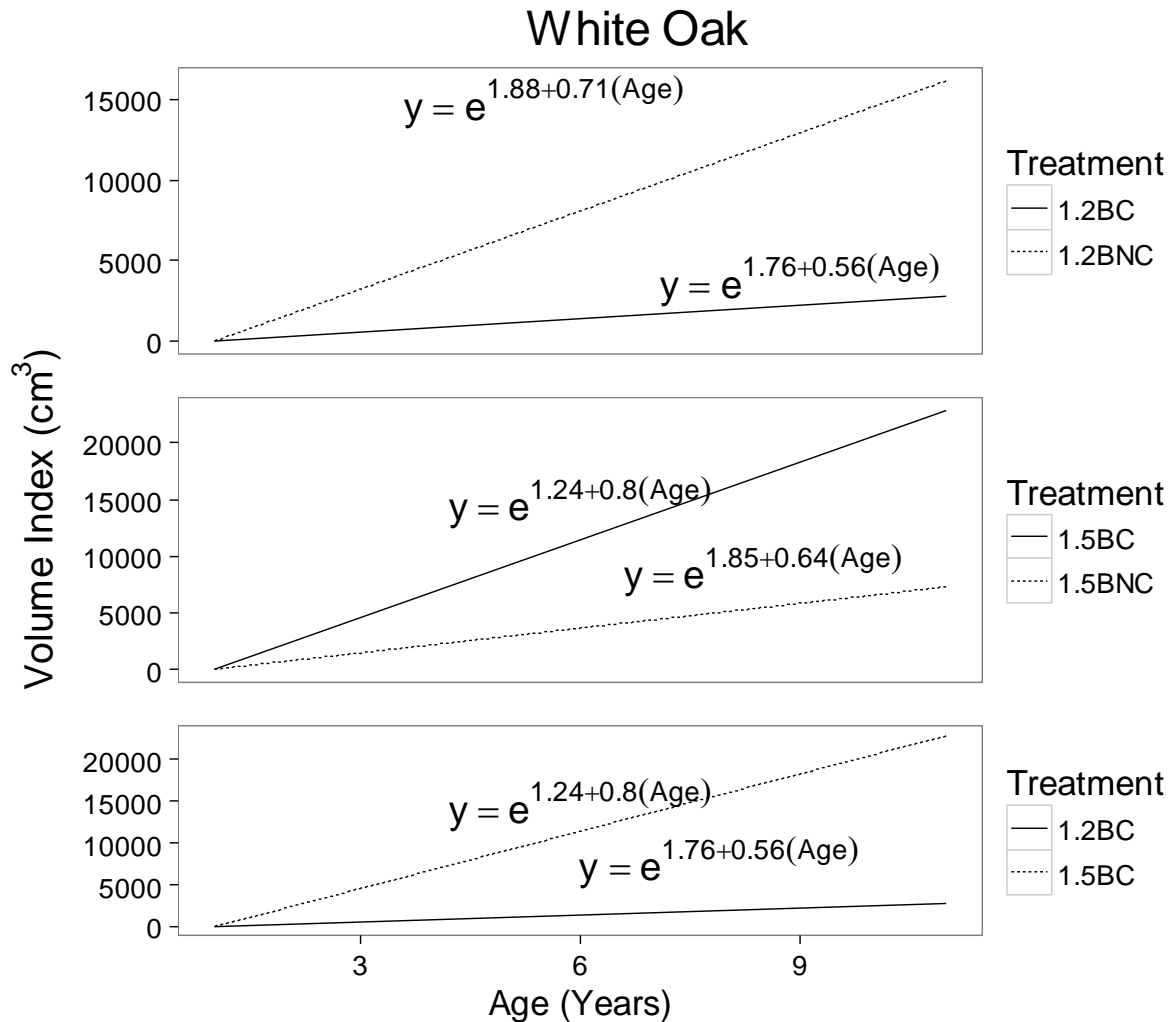 White Oak
y = e^1.88+0.71(Age)
y = e^1.76+0.56(Age)
15000
10000
5000
0
Treatment
1.2BC
1.2BNC
Volume Index (cm³)
y = e^1.24+0.8(Age)
y = e^1.85+0.64(Age)
20000
15000
10000
5000
0
Treatment
1.5BC
1.5BNC
y = e^1.24+0.8(Age)
y = e^1.76+0.56(Age)
20000
15000
10000
5000
0
Treatment
1.2BC
1.5BC
3 6 9
Age (Years)